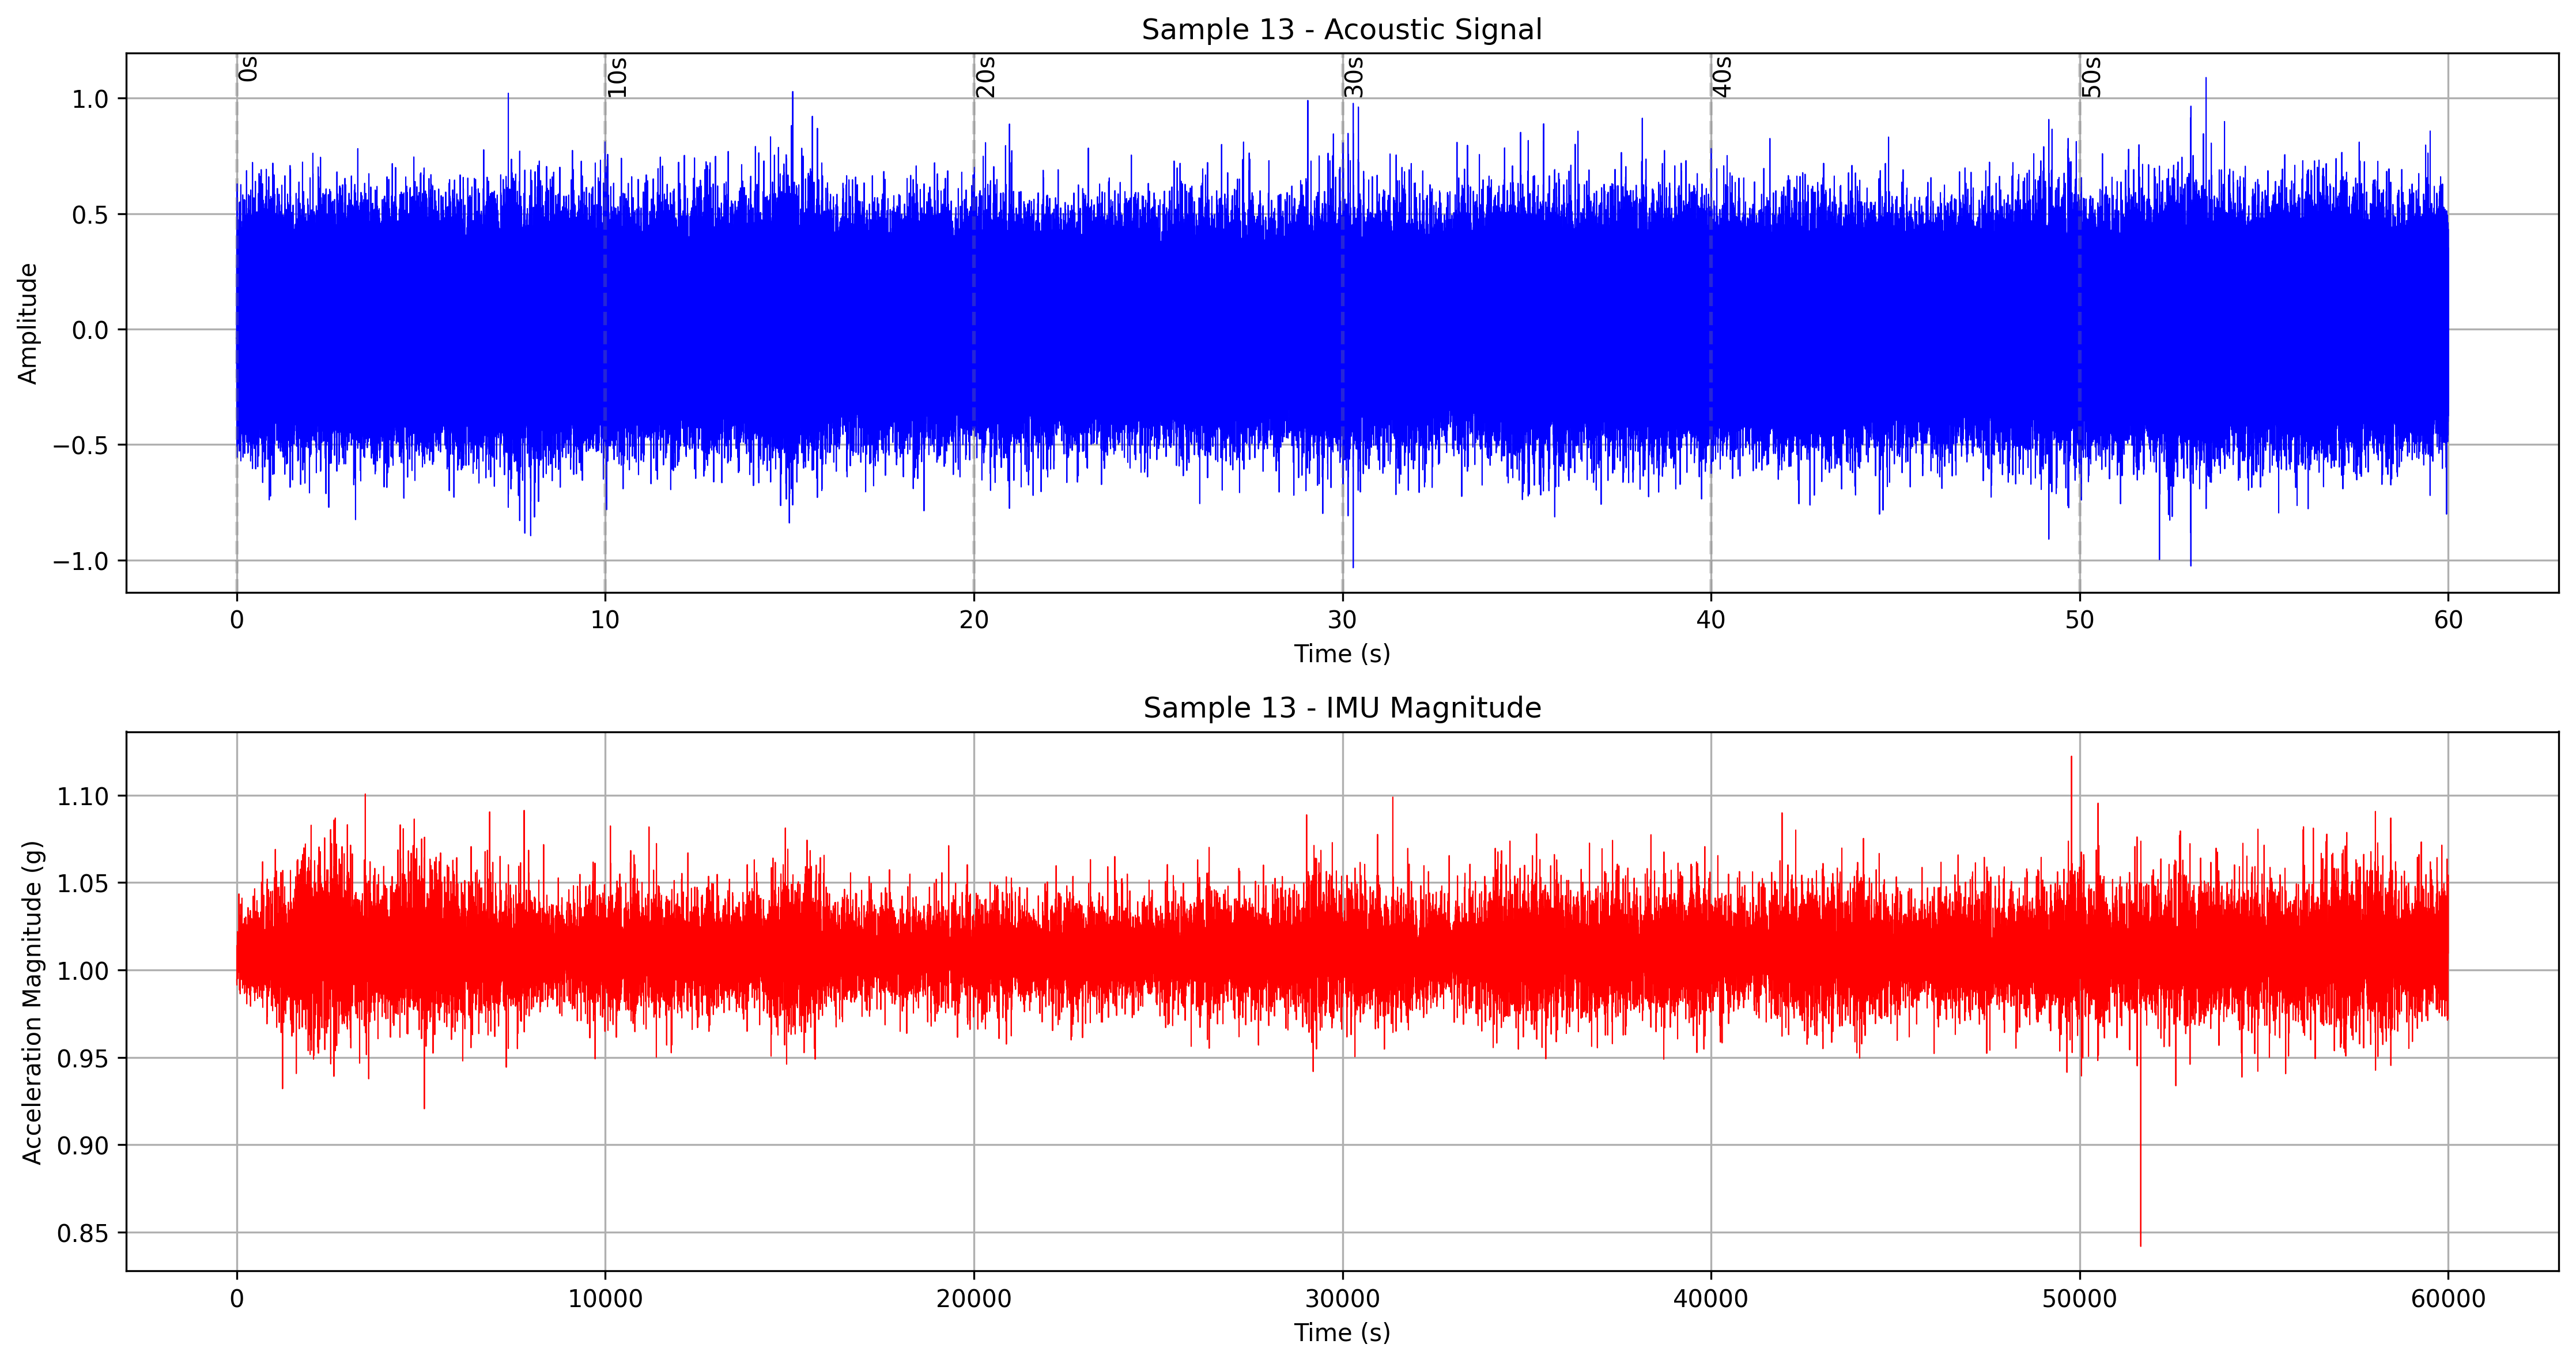 Sample 13 - Acoustic Signal
0s
10s
20s
30s
40s
50s
1.0
0.5
0.0
−0.5
−1.0
Amplitude
0 10 20 30 40 50 60
Time (s)
Sample 13 - IMU Magnitude
1.10
1.05
1.00
0.95
0.90
0.85
Acceleration Magnitude (g)
0 10000 20000 30000 40000 50000 60000
Time (s)